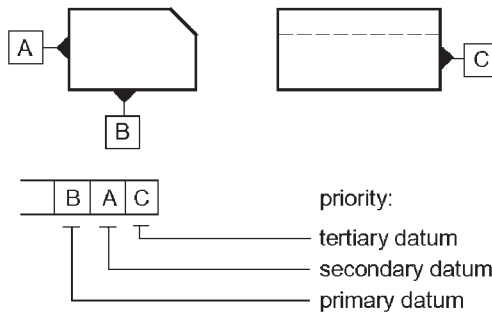 A
C
B
B A C
priority:
tertiary datum
secondary datum
primary datum